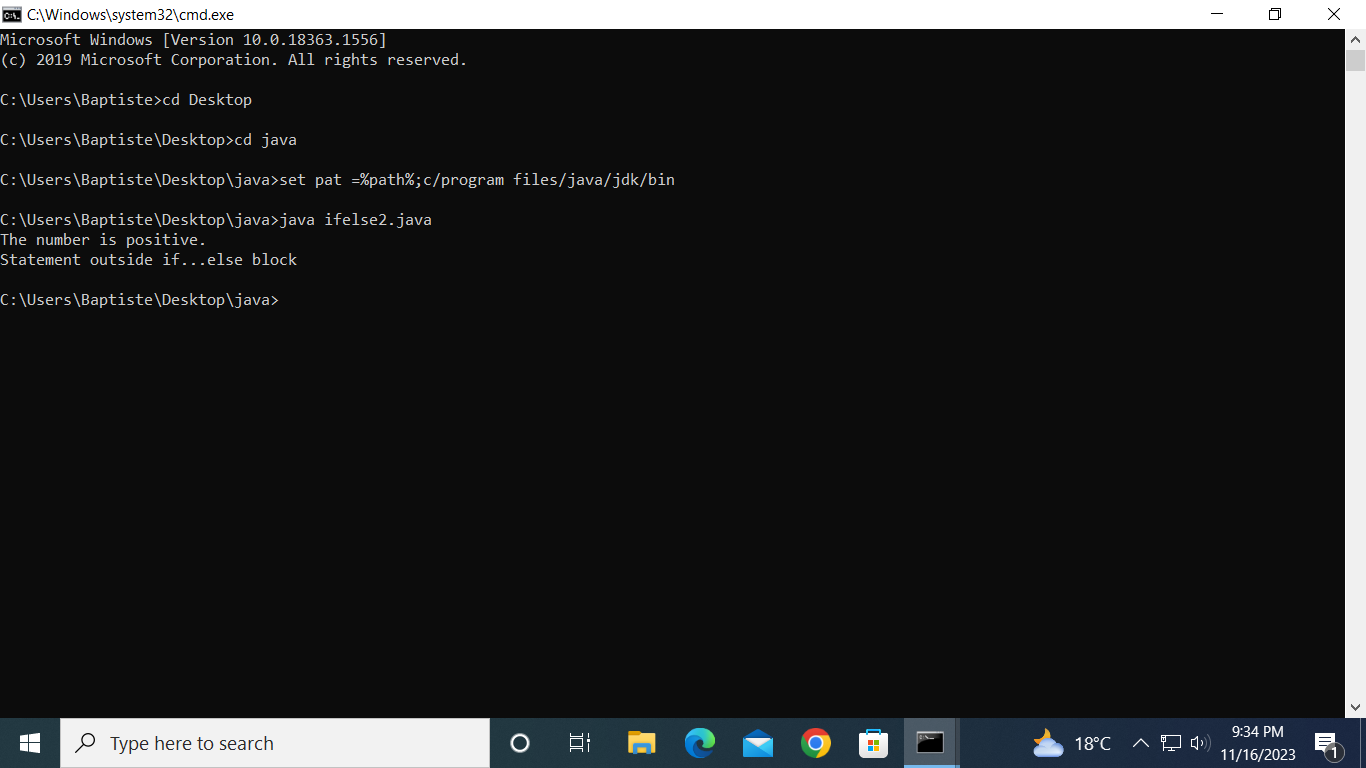 C:\Windows\system32\cmd.exe
Microsoft Windows [Version 10.0.18363.1556]
(c) 2019 Microsoft Corporation. All rights reserved.
C:\Users\Baptiste>cd Desktop
C:\Users\Baptiste\Desktop>cd java
C:\Users\Baptiste\Desktop\java>set pat =%path%;c/program files/java/jdk/bin
C:\Users\Baptiste\Desktop\java>java ifelse2.java
The number is positive.
Statement outside if...else block
C:\Users\Baptiste\Desktop\java>
Type here to search
18°C
9:34 PM
11/16/2023
1